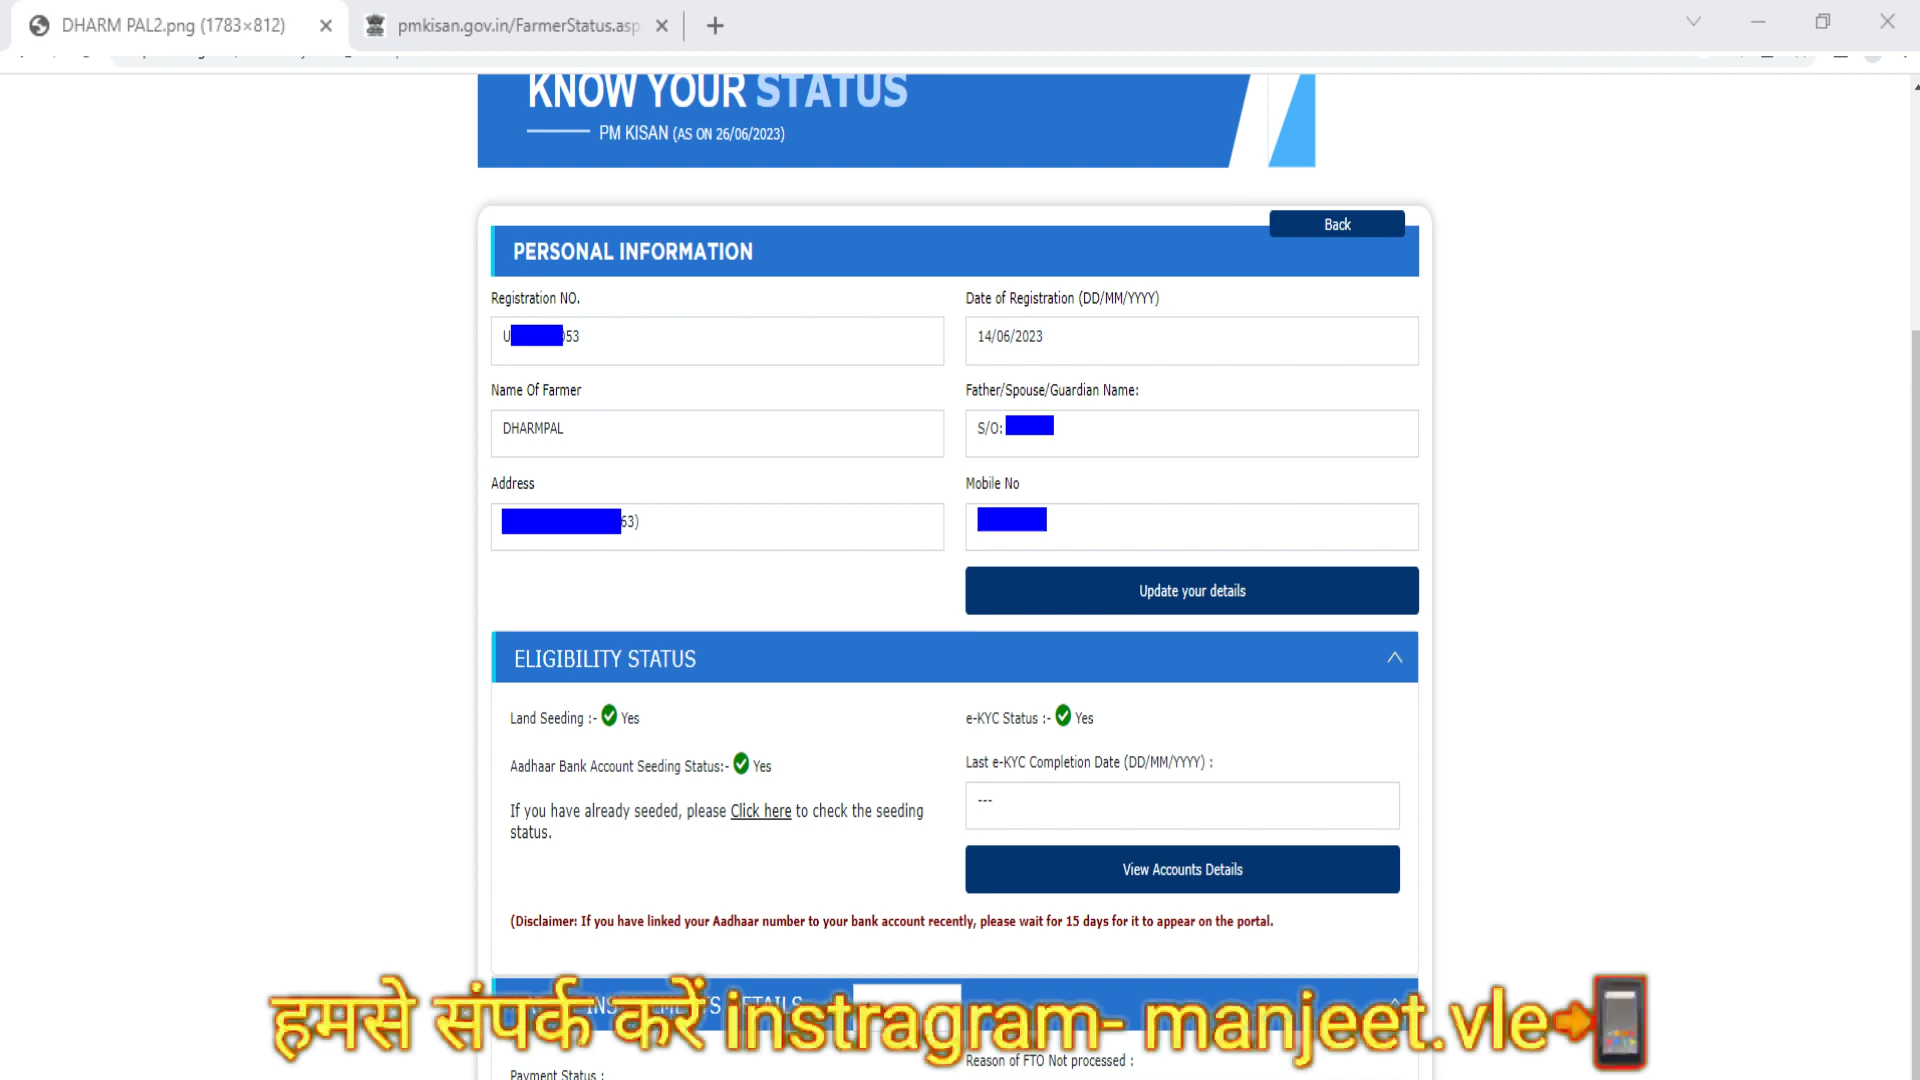 DHARM PAL2.png (1783×812)
pmkisan.gov.in/FarmerStatus.asp
KNOW YOUR STATUS
PM KISAN (AS ON 26/06/2023)
Back
PERSONAL INFORMATION
Registration NO.
Date of Registration (DD/MM/YYYY)
U 53
14/06/2023
Name Of Farmer
Father/Spouse/Guardian Name:
DHARMPAL
S/O:
Address
Mobile No
63)
Update your details
ELIGIBILITY STATUS
Land Seeding :- Yes
e-KYC Status :- Yes
Aadhaar Bank Account Seeding Status:- Yes
Last e-KYC Completion Date (DD/MM/YYYY) :
---
If you have already seeded, please Click here to check the seeding
status.
View Accounts Details
(Disclaimer: If you have linked your Aadhaar number to your bank account recently, please wait for 15 days for it to appear on the portal.
हमसे संपर्क करें instragram- manjeet.vle
Reason of FTO Not processed :
Payment Status :